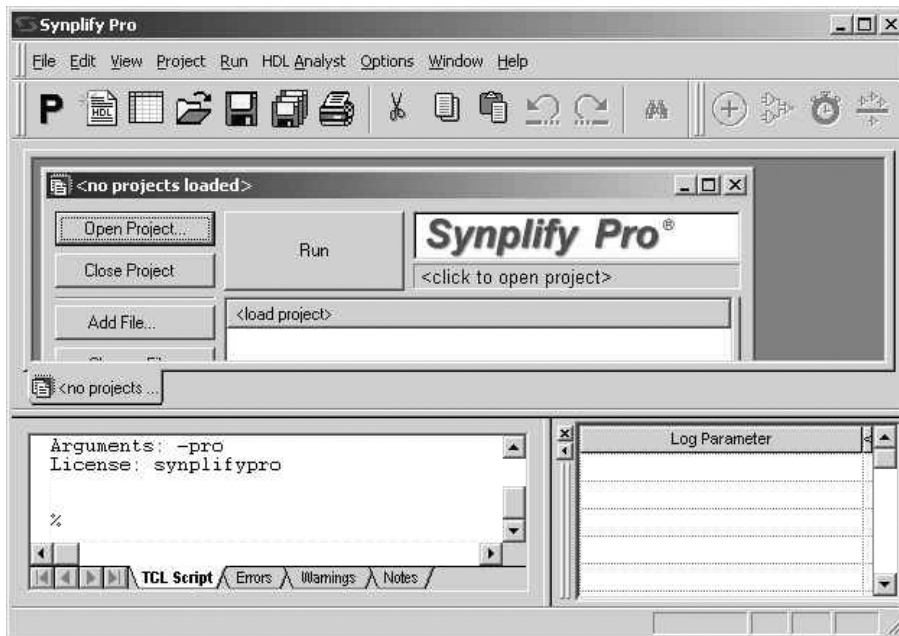 Synplify Pro
File Edit View Project Run HDL Analyst Options Window Help
P HDL
<no projects loaded>
Open Project...
Run
Synplify Pro®
Close Project
<click to open project>
Add File...
<load project>
<no projects ...
Arguments: -pro
License: synplifypro
%
Log Parameter
TCL Script Errors Warnings Notes